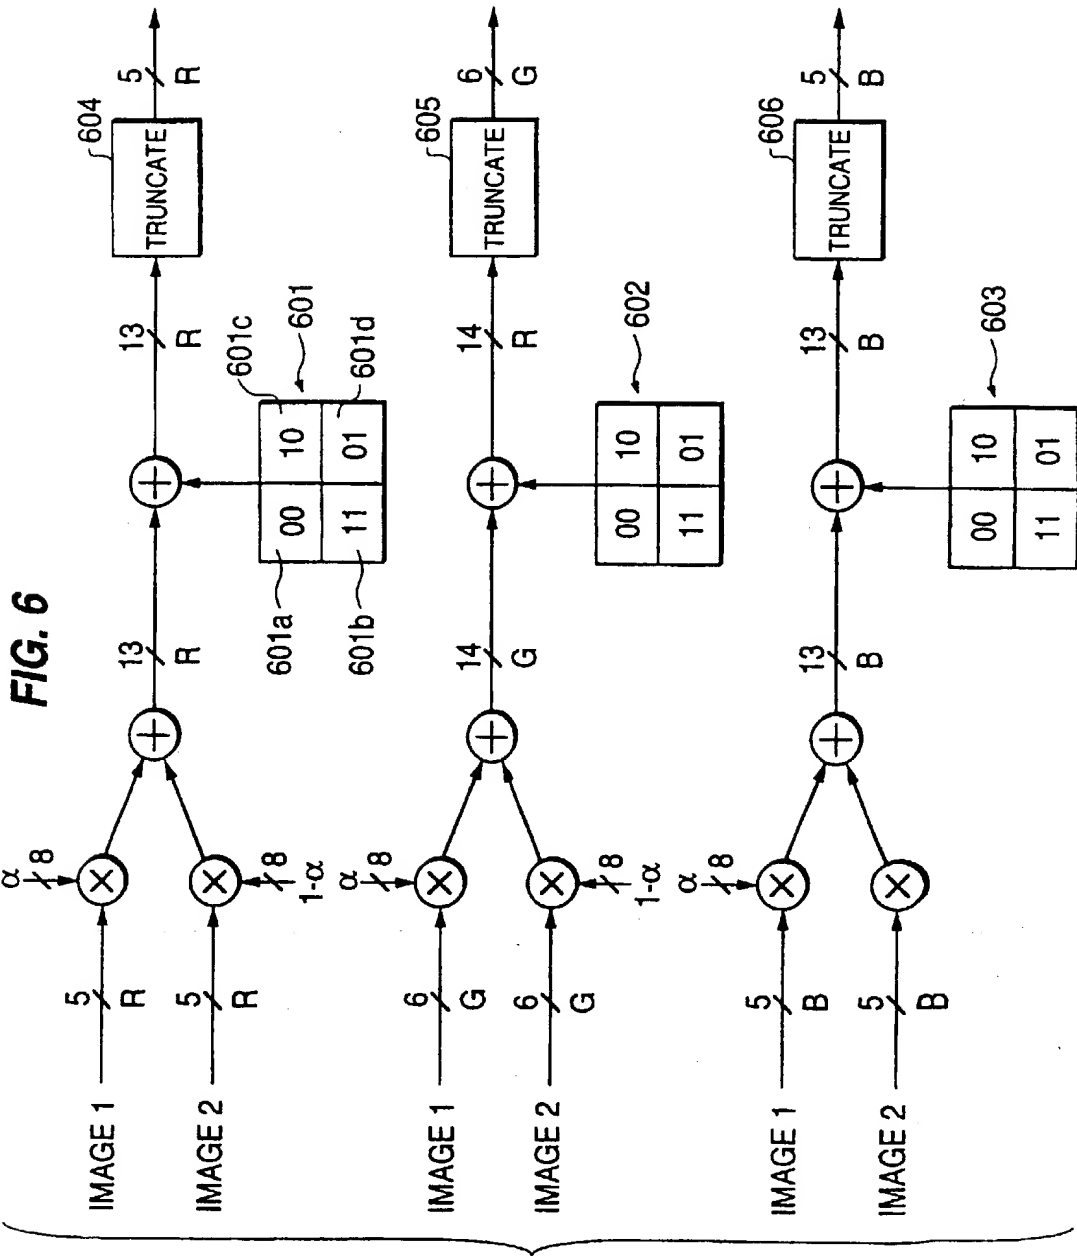 FIG. 6
IMAGE 1
5
R
α
8
IMAGE 2
5
R
8
1-α
13
R
601a
601b
00
10
11
01
601c
601
601d
13
R
604
TRUNCATE
5
R
IMAGE 1
6
G
α
8
IMAGE 2
6
G
8
1-α
14
G
00
10
11
01
602
14
R
605
TRUNCATE
6
G
IMAGE 1
5
B
α
8
IMAGE 2
5
B
13
B
00
10
11
01
603
13
B
606
TRUNCATE
5
B